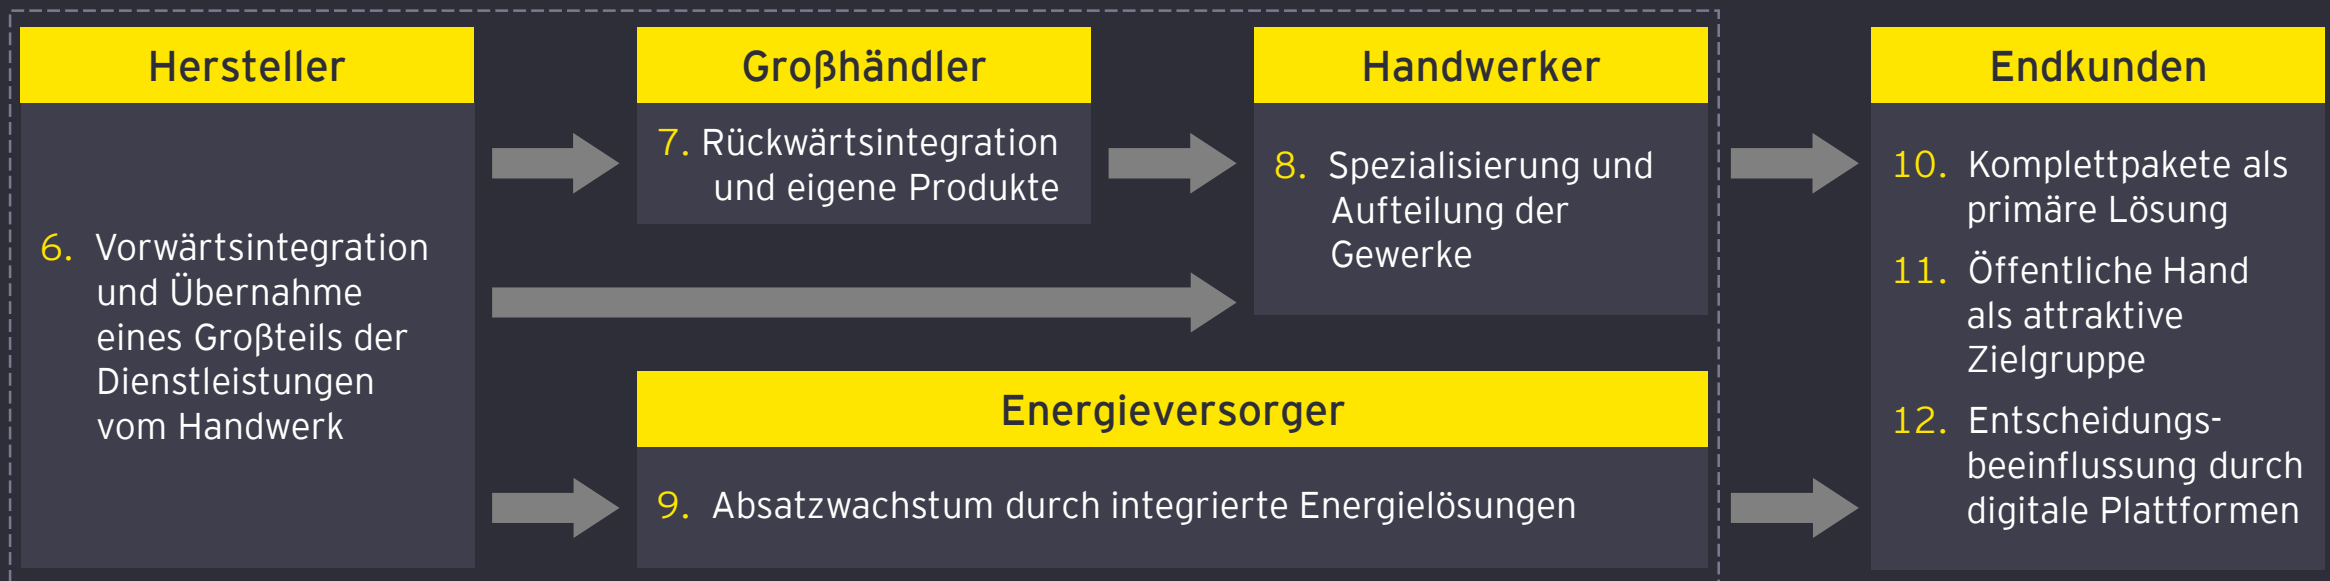 Hersteller
6. Vorwärtsintegration
und Übernahme
eines Großteils der
Dienstleistungen
vom Handwerk
Großhändler
7. Rückwärtsintegration
und eigene Produkte
Handwerker
8. Spezialisierung und
Aufteilung der
Gewerke
Energieversorger
9. Absatzwachstum durch integrierte Energielösungen
Endkunden
10. Komplettpakete als
primäre Lösung
11. Öffentliche Hand
als attraktive
Zielgruppe
12. Entscheidungs-
beeinflussung durch
digitale Plattformen